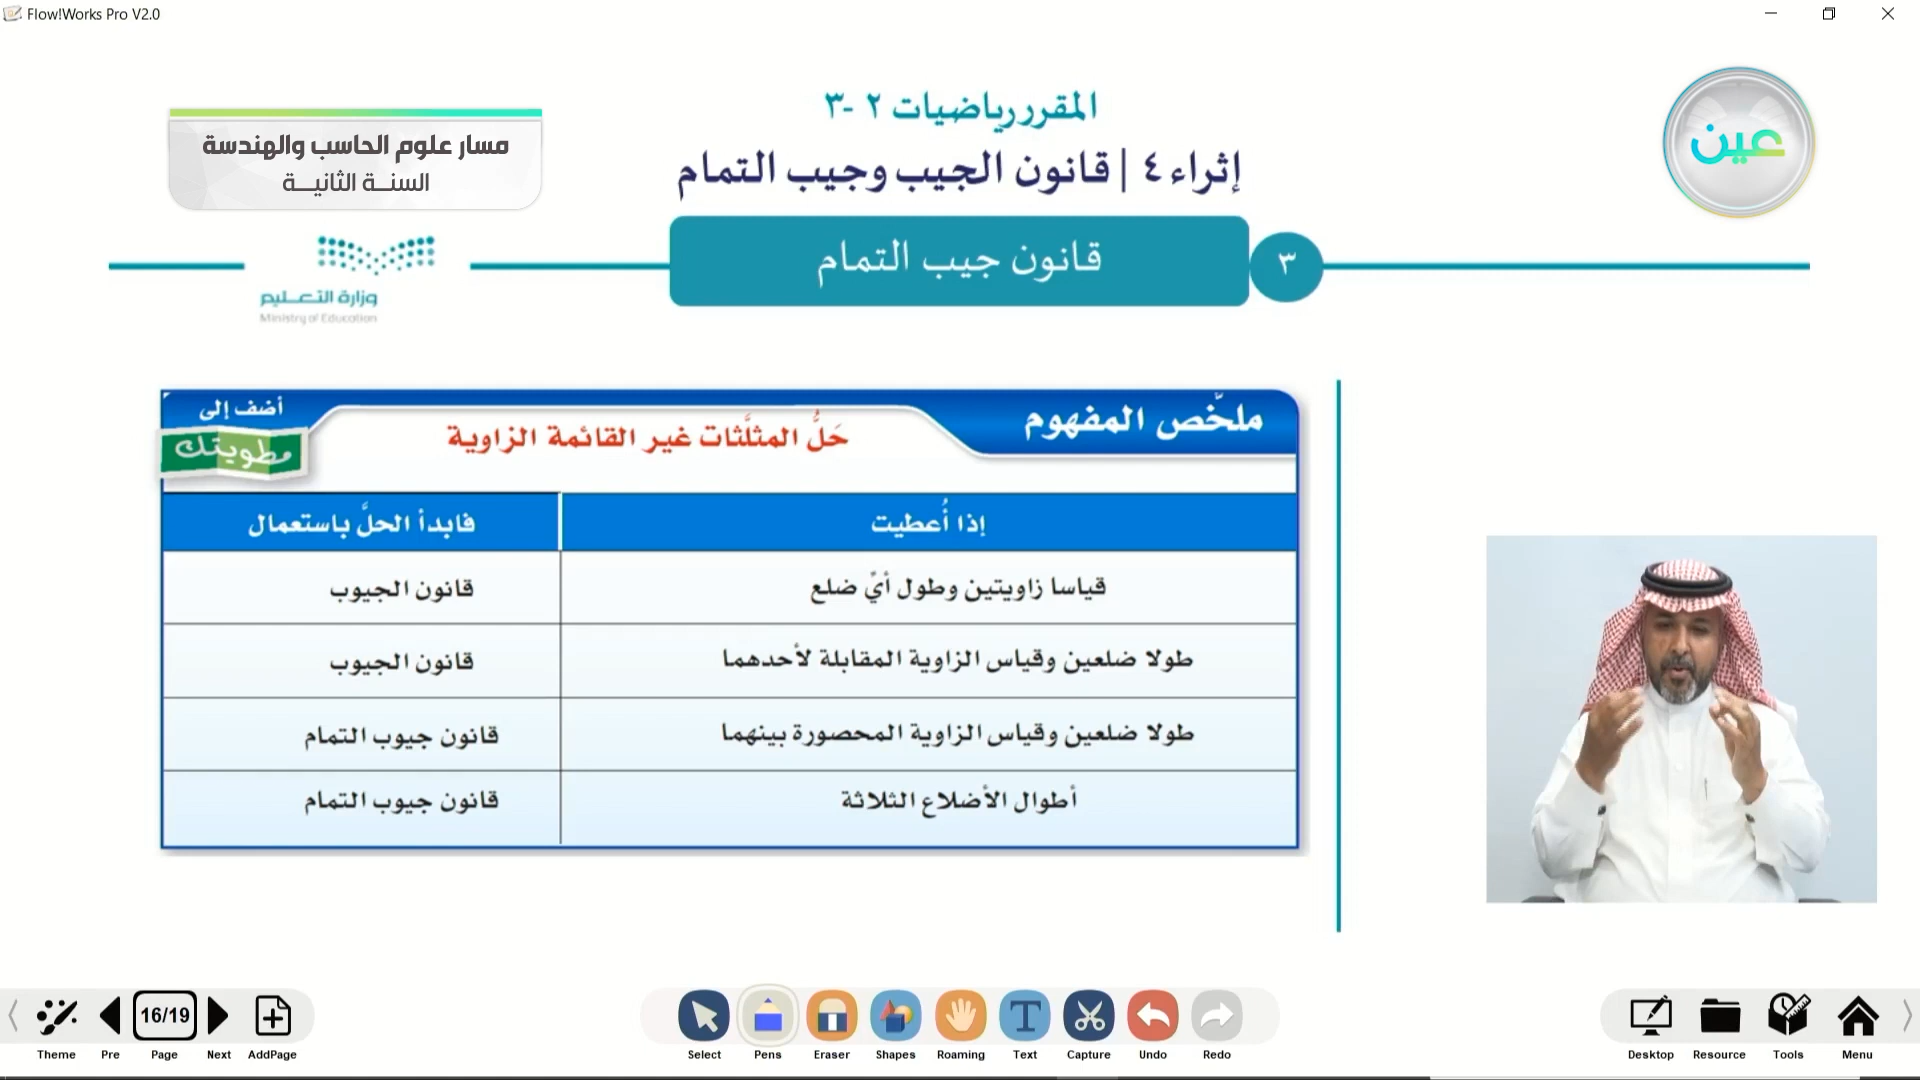 Flow!Works Pro V2.0
المقرر رياضيات ٢ -٣
إثراء ٤ | قانون الجيب وجيب التمام
مسار علوم الحاسب والهندسة
السنــة الثانيــة
عين
٣
قانون جيب التمام
وزارة التعـــليم
Ministry of Education
ملخّص المفهوم
أضف إلى
مطويتك
حَلُّ المثلَّثات غير القائمة الزاوية
إذا أُعطيت
فابدأ الحلَّ باستعمال
قياسا زاويتين وطول أيِّ ضلع
قانون الجيوب
طولا ضلعين وقياس الزاوية المقابلة لأحدهما
قانون الجيوب
طولا ضلعين وقياس الزاوية المحصورة بينهما
قانون جيوب التمام
أطوال الأضلاع الثلاثة
قانون جيوب التمام
16/19
Theme Pre Page Next AddPage
Select Pens Eraser Shapes Roaming Text Capture Undo Redo
Desktop Resource Tools Menu